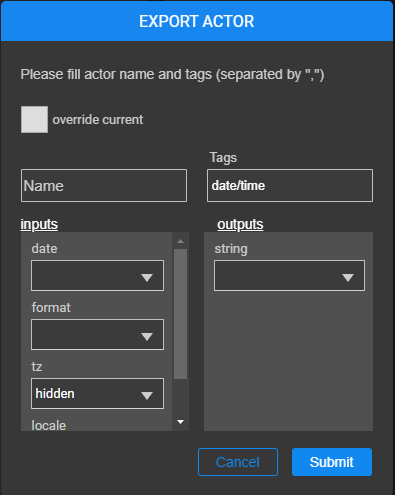 EXPORT ACTOR
Please fill actor name and tags (separated by ",")
override current
Tags
Name
date/time
inputs
outputs
date
string
format
tz
hidden
locale
Cancel
Submit